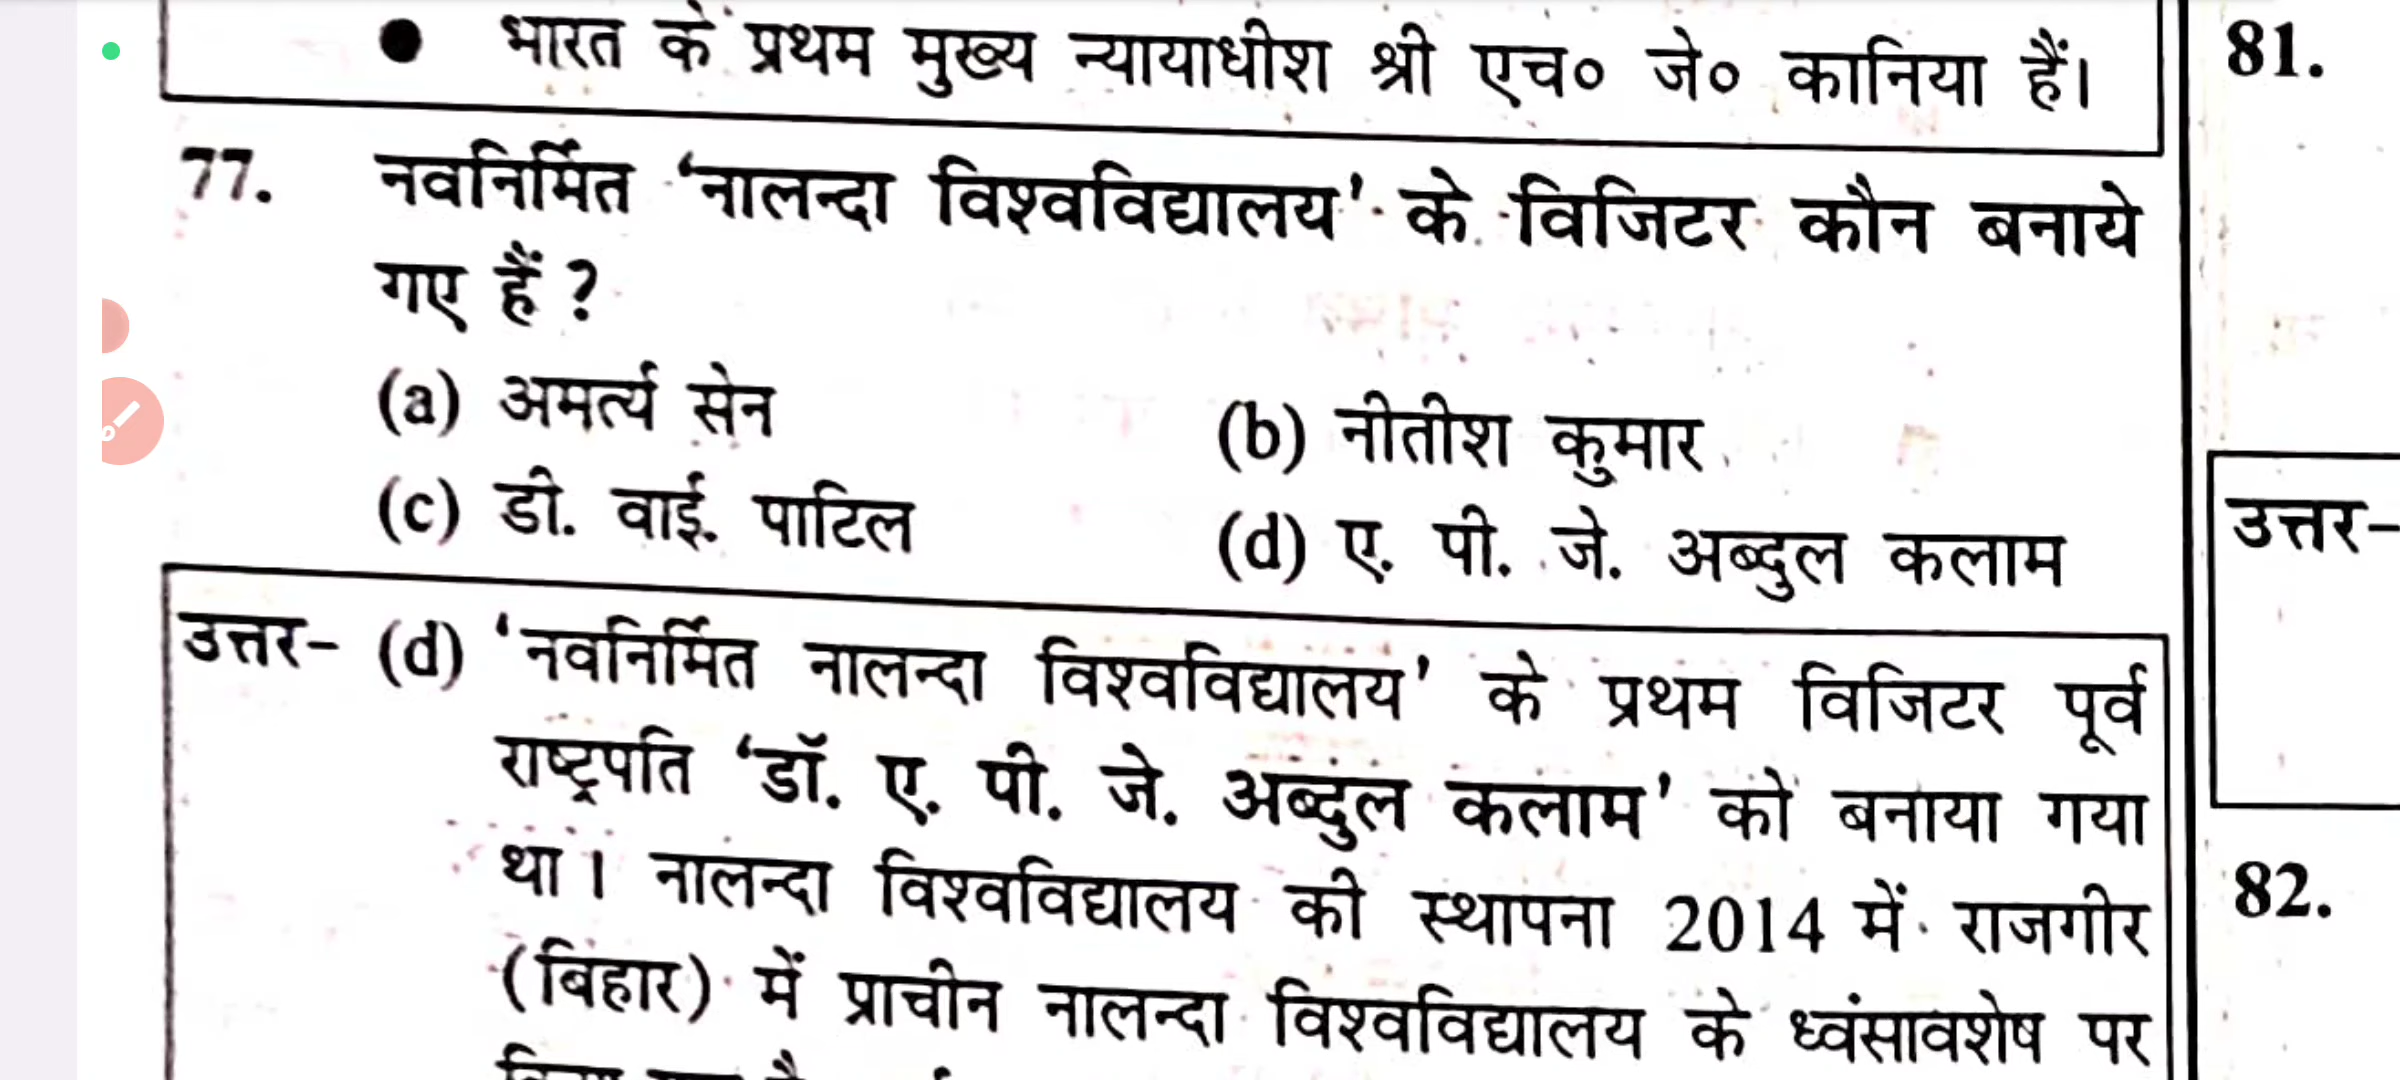 ● भारत के प्रथम मुख्य न्यायाधीश श्री एच० जे० कानिया हैं।
77. नवनिर्मित ‘नालन्दा विश्वविद्यालय’ के विजिटर कौन बनाये
गए हैं ?
(a) अमर्त्य सेन
(b) नीतीश कुमार
(c) डी. वाई. पाटिल
(d) ए. पी. जे. अब्दुल कलाम
उत्तर- (d) ‘नवनिर्मित नालन्दा विश्वविद्यालय’ के प्रथम विजिटर पूर्व
राष्ट्रपति ‘डॉ. ए. पी. जे. अब्दुल कलाम’ को बनाया गया
था। नालन्दा विश्वविद्यालय की स्थापना 2014 में राजगीर
(बिहार) में प्राचीन नालन्दा विश्वविद्यालय के ध्वंसावशेष पर
81.
उत्तर-
82.